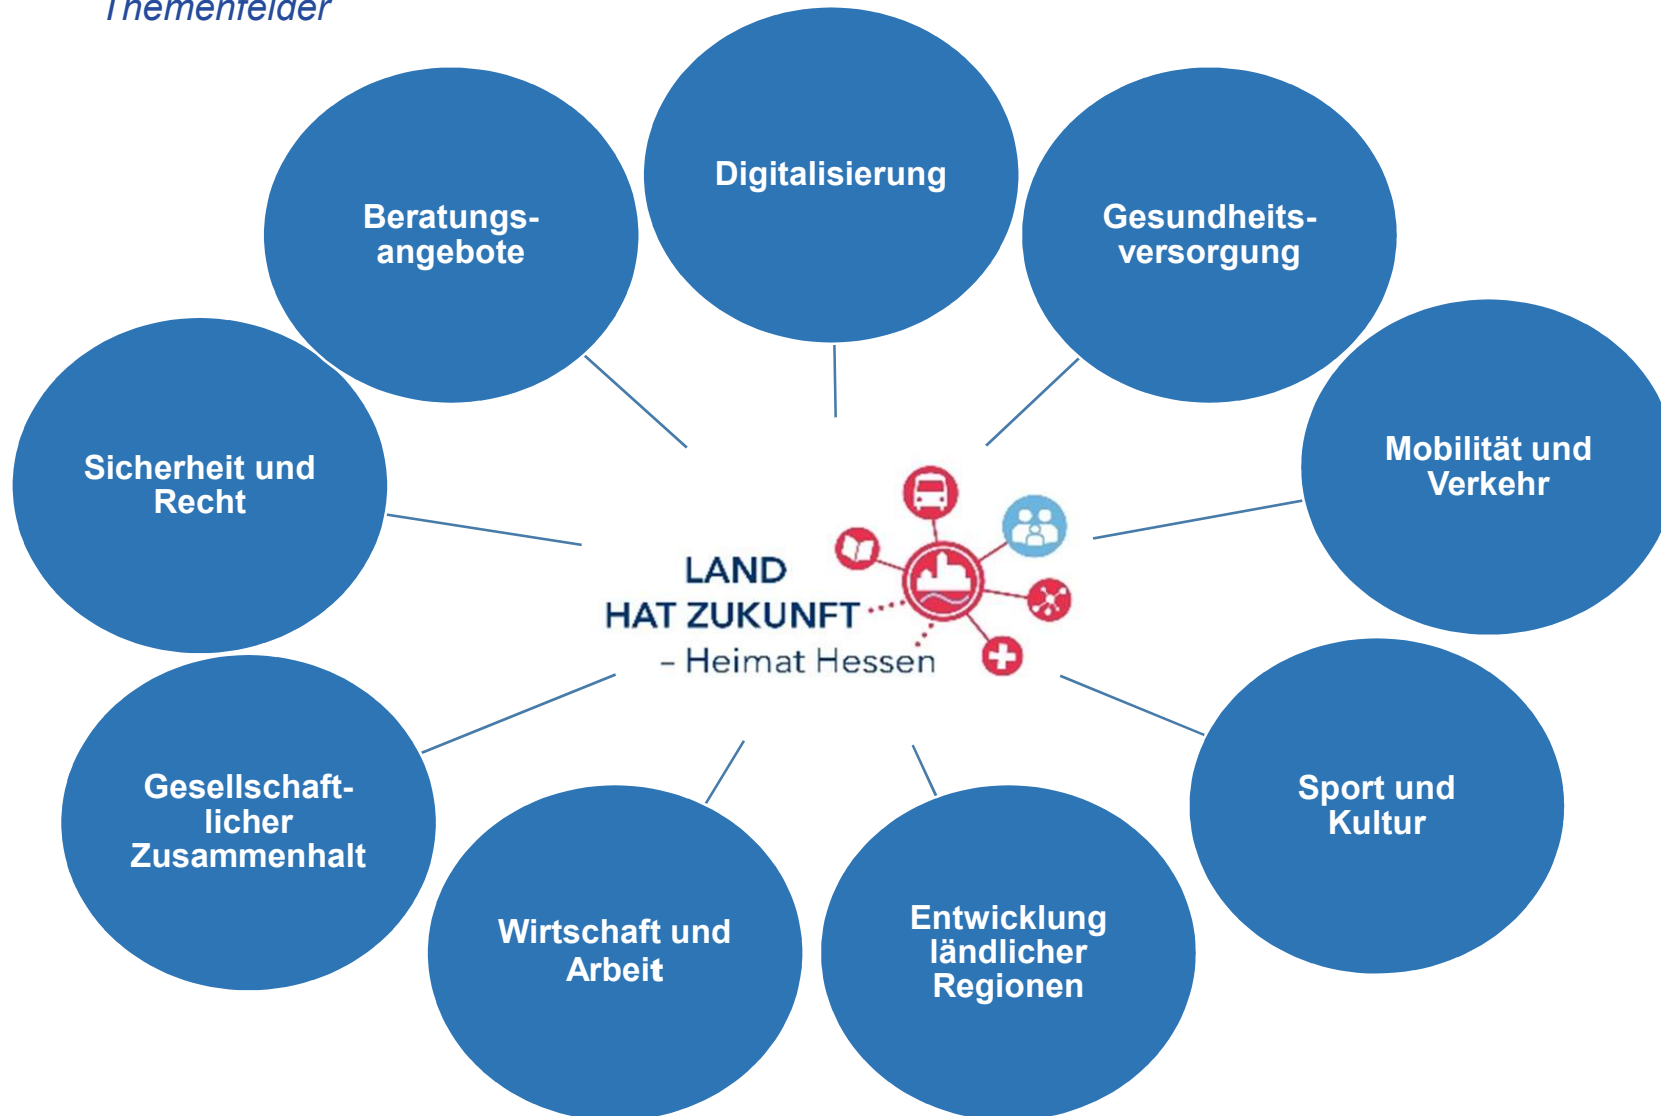 Themenfelder
Digitalisierung
Gesundheits-
versorgung
Mobilität und
Verkehr
Sport und
Kultur
Entwicklung
ländlicher
Regionen
Wirtschaft und
Arbeit
Gesellschaft-
licher
Zusammenhalt
Sicherheit und
Recht
Beratungs-
angebote
LAND
HAT ZUKUNFT
– Heimat Hessen